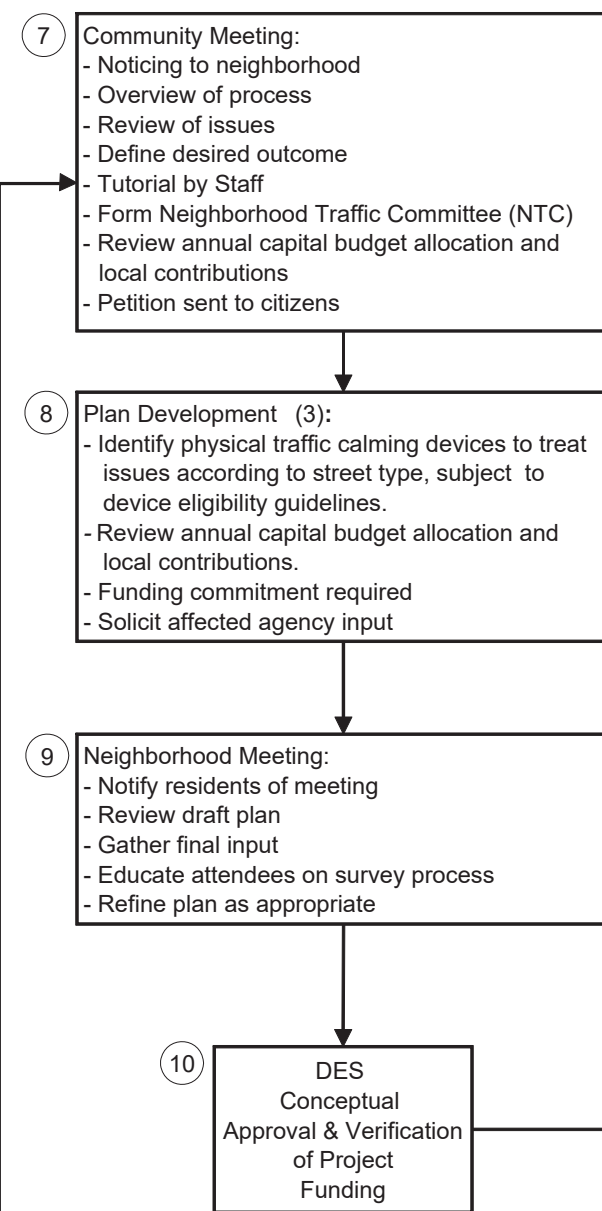 7
Community Meeting:
- Noticing to neighborhood
- Overview of process
- Review of issues
- Define desired outcome
- Tutorial by Staff
- Form Neighborhood Traffic Committee (NTC)
- Review annual capital budget allocation and
local contributions
- Petition sent to citizens
8
Plan Development (3):
- Identify physical traffic calming devices to treat
issues according to street type, subject to
device eligibility guidelines.
- Review annual capital budget allocation and
local contributions.
- Funding commitment required
- Solicit affected agency input
9
Neighborhood Meeting:
- Notify residents of meeting
- Review draft plan
- Gather final input
- Educate attendees on survey process
- Refine plan as appropriate
10
DES
Conceptual
Approval & Verification
of Project
Funding